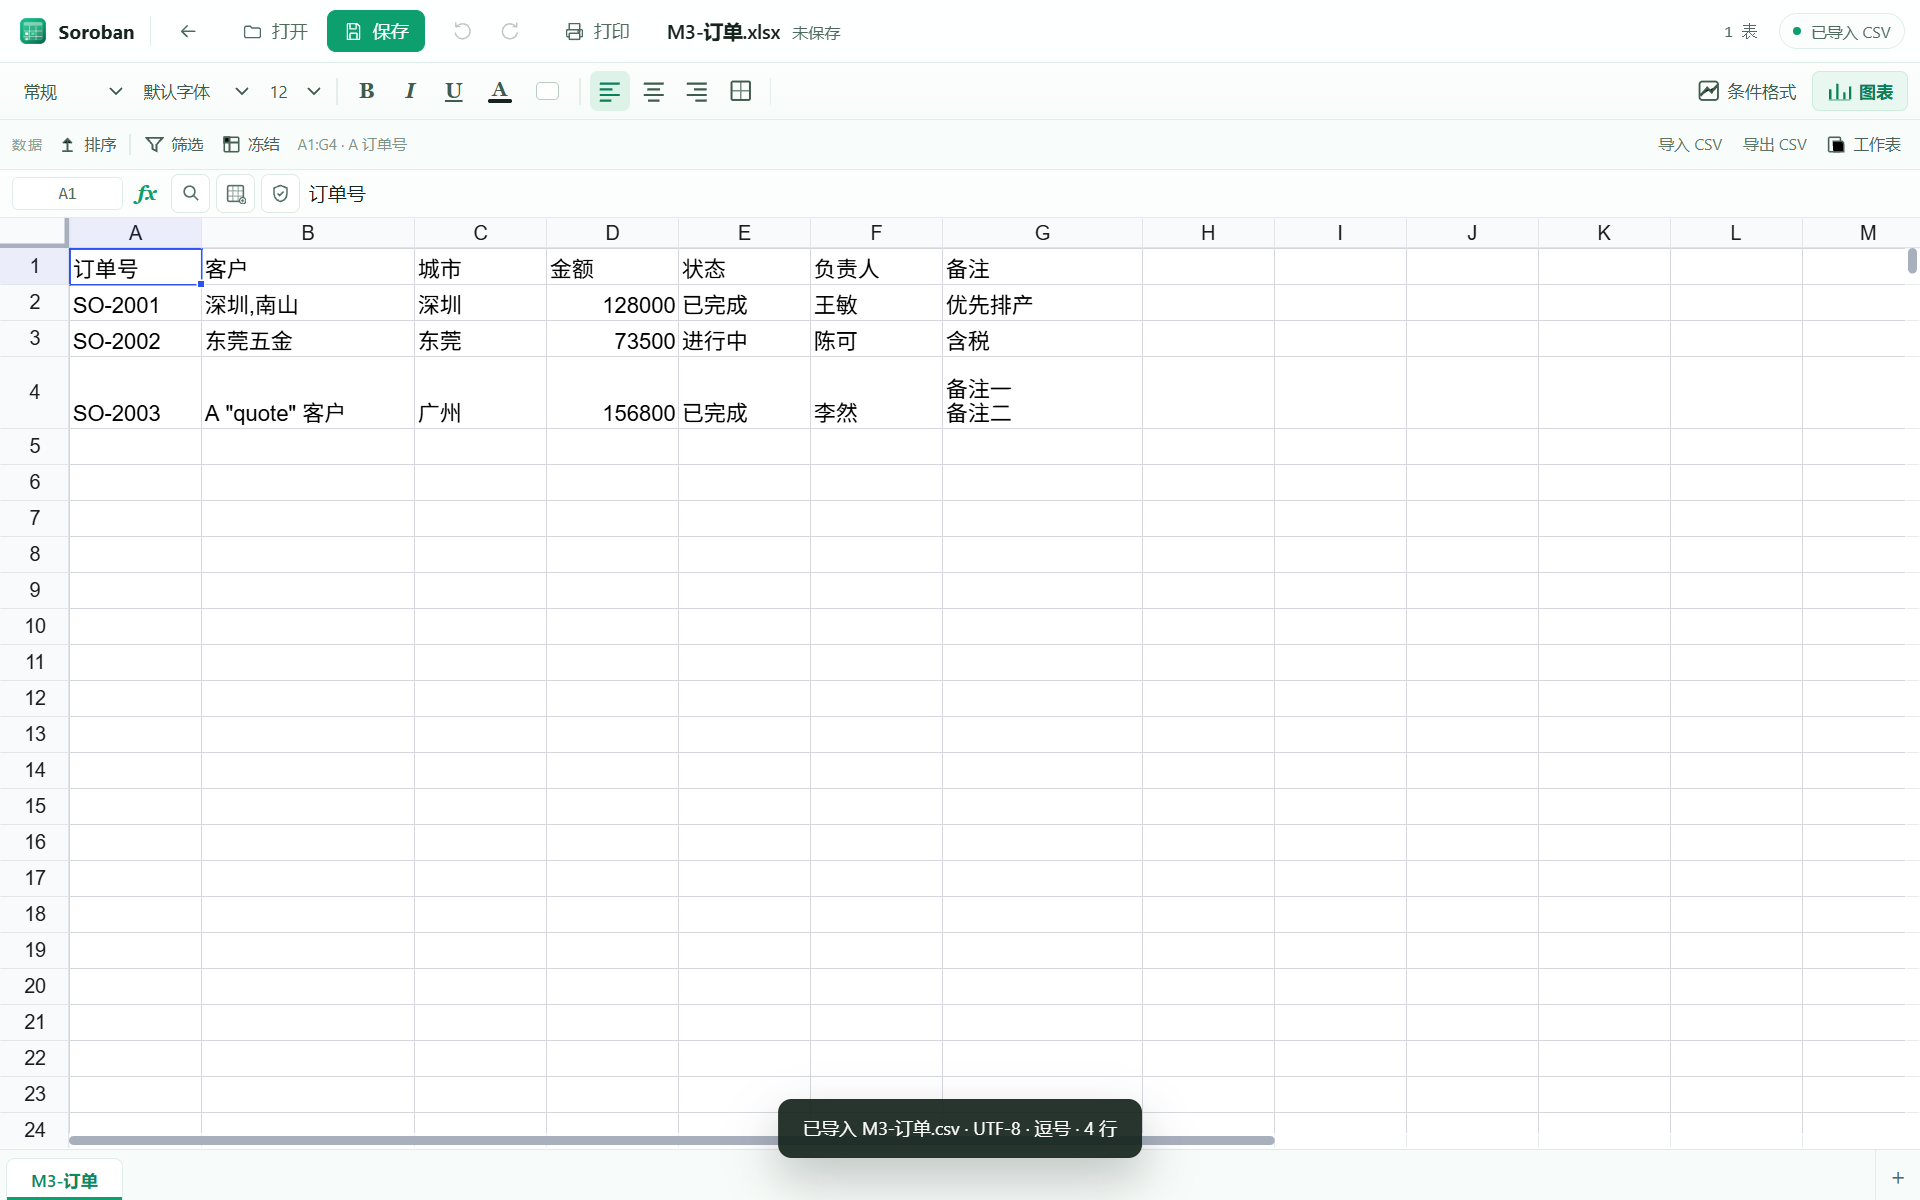 Soroban
打开
保存
打印
M3-订单.xlsx 未保存
1 表
已导入 CSV
常规
默认字体
12
B
I
U
A
条件格式
图表
数据
排序
筛选
冻结
A1:G4 · A 订单号
导入 CSV
导出 CSV
工作表
A1
fx
订单号
A B C D E F G H I J K L M
1 订单号 客户 城市 金额 状态 负责人 备注
2 SO-2001 深圳,南山 深圳 128000 已完成 王敏 优先排产
3 SO-2002 东莞五金 东莞 73500 进行中 陈可 含税
4 SO-2003 A "quote" 客户 广州 156800 已完成 李然 备注一
备注二
5
6
7
8
9
10
11
12
13
14
15
16
17
18
19
20
21
22
23
24
已导入 M3-订单.csv · UTF-8 · 逗号 · 4 行
M3-订单
+